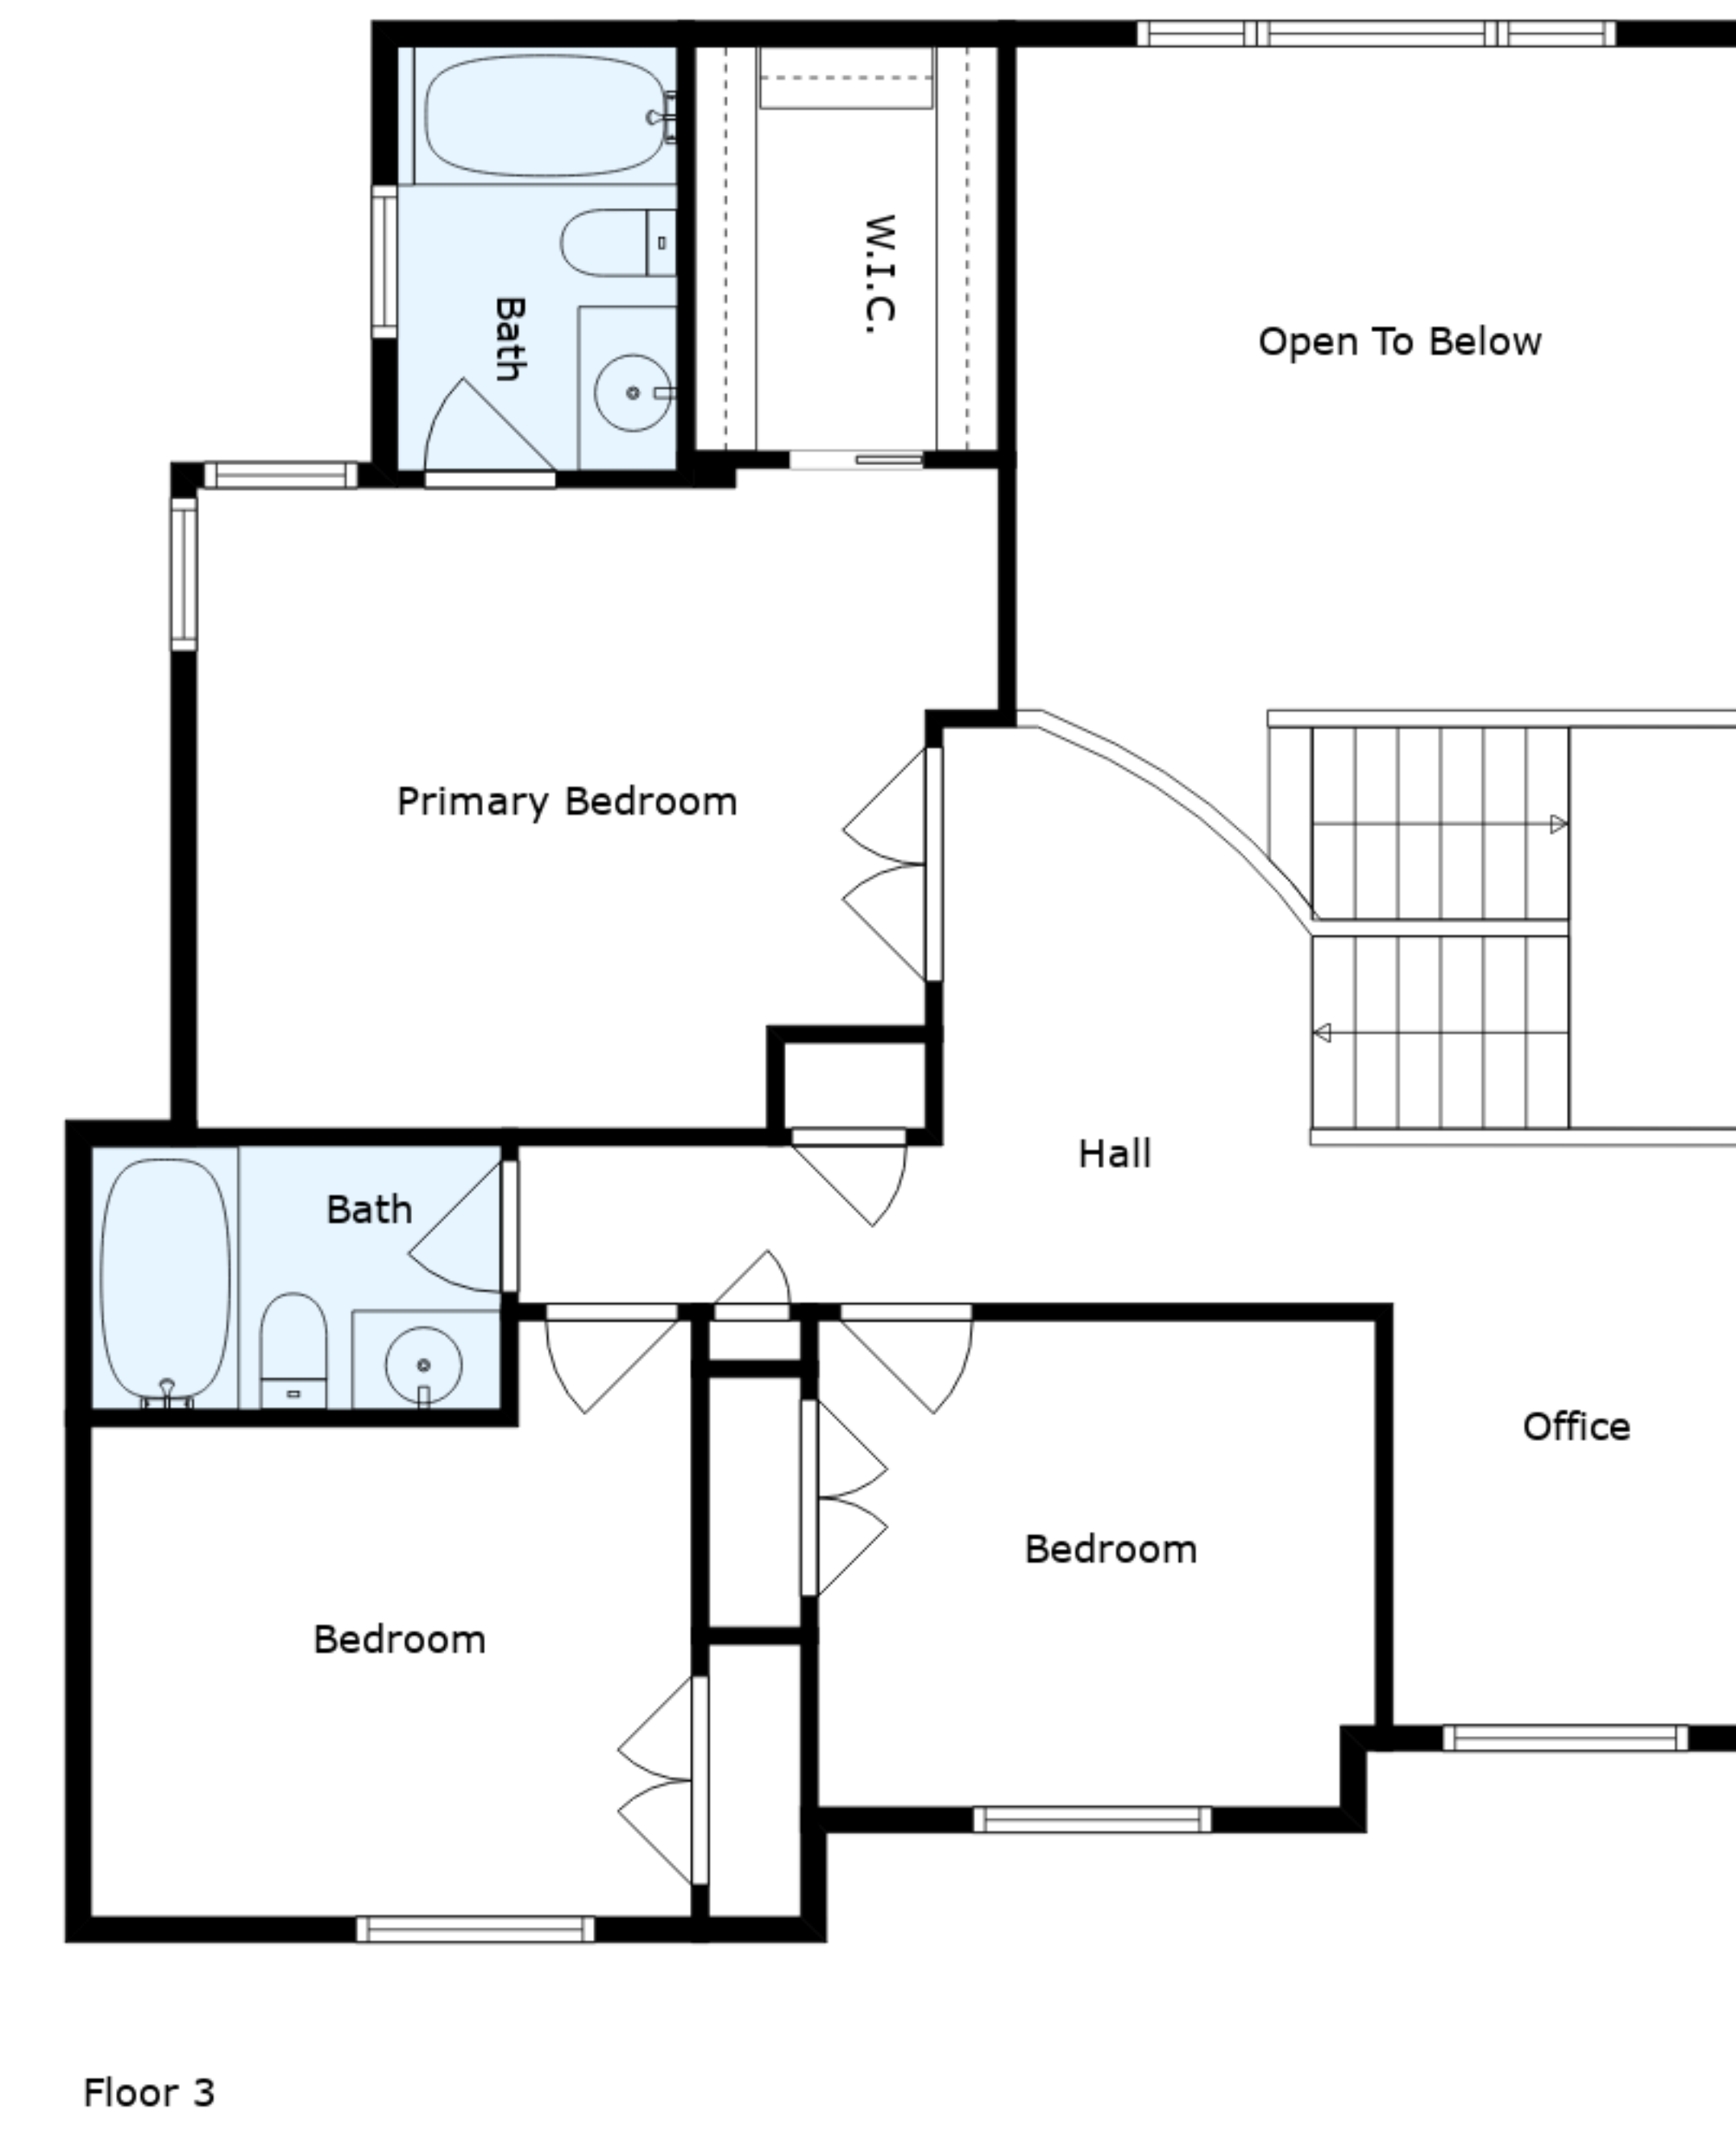 Bath
W.I.C.
Open To Below
Primary Bedroom
Hall
Bath
Office
Bedroom
Bedroom
Floor 3